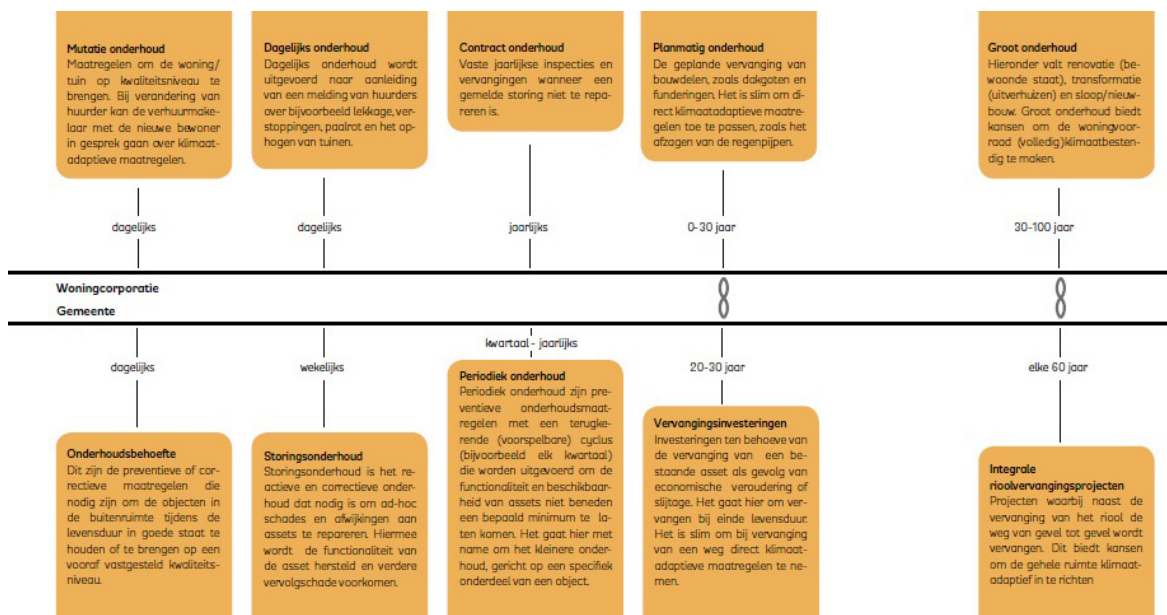 Mutatie onderhoud
Maatregelen om de woning/
tuin op kwaliteitsniveau te
brengen. Bij verandering van
huurder kan de verhuurmake-
laar met de nieuwe bewoner
in gesprek gaan over klimaat-
adaptieve maatregelen.
Dagelijks onderhoud
Dagelijks onderhoud wordt
uitgevoerd naar aanleiding
van een melding van huurders
over bijvoorbeeld lekkage, ver-
stoppingen, paalrot en het op-
hogen van tuinen.
Contract onderhoud
Vaste jaarlijkse inspecties en
vervangingen wanneer een
gemelde storing niet te repa-
reren is.
Planmatig onderhoud
De geplande vervanging van
bouwdelen, zoals dakgoten en
funderingen. Het is slim om di-
rect klimaatadaptieve maatre-
gelen toe te passen, zoals het
afzagen van de regenpijpen.
Groot onderhoud
Hieronder valt renovatie (be-
woonde staat), transformatie
(uitverhuizen) en sloop/nieuw-
bouw. Groot onderhoud biedt
kansen om de woningvoor-
raad (volledig)klimaatbesten-
dig te maken.
dagelijks
dagelijks
jaarlijks
0-30 jaar
30-100 jaar
Woningcorporatie
Gemeente
dagelijks
wekelijks
kwartaal - jaarlijks
20-30 jaar
elke 60 jaar
Onderhoudsbehoefte
Dit zijn de preventieve of cor-
rectieve maatregelen die
nodig zijn om de objecten in
de buitenruimte tijdens de
levensduur in goede staat te
houden of te brengen op een
vooraf vastgesteld kwaliteits-
niveau.
Storingsonderhoud
Storingsonderhoud is het re-
actieve en correctieve onder-
houd dat nodig is om ad-hoc
schades en afwijkingen aan
assets te repareren. Hiermee
wordt de functionaliteit van
de asset hersteld en verdere
vervolgschade voorkomen.
Periodiek onderhoud
Periodiek onderhoud zijn pre-
ventieve onderhoudsmaat-
regelen met een terugke-
rende (voorspelbare) cyclus
(bijvoorbeeld elk kwartaal)
die worden uitgevoerd om de
functionaliteit en beschikbaar-
heid van assets niet beneden
een bepaald minimum te la-
ten komen. Het gaat hier met
name om het kleinere onder-
houd, gericht op een specifiek
onderdeel van een object.
Vervangingsinvesteringen
Investeringen ten behoeve van
de vervanging van een be-
staande asset als gevolg van
economische veroudering of
slijtage. Het gaat hier om ver-
vangen bij einde levensduur.
Het is slim om bij vervanging
van een weg direct klimaat-
adaptieve maatregelen te ne-
men.
Integrale
rioolvervangingsprojecten
Projecten waarbij naast de
vervanging van het riool de
weg van gevel tot gevel wordt
vervangen. Dit biedt kansen
om de gehele ruimte klimaat-
adaptief in te richten